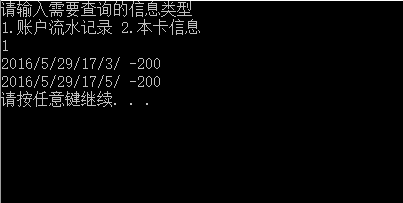 请输入需要查询的信息类型
1.账户流水记录 2.本卡信息
1
2016/5/29/17/3/ -200
2016/5/29/17/5/ -200
请按任意键继续. . .